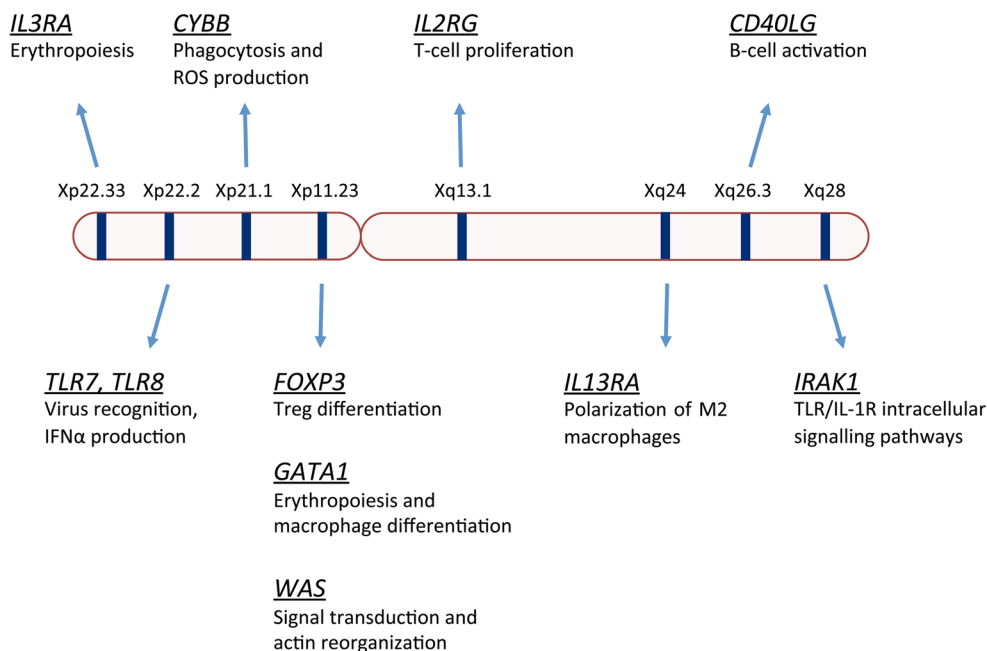 IL3RA
Erythropoiesis
CYBB
Phagocytosis and
ROS production
IL2RG
T-cell proliferation
CD40LG
B-cell activation
Xp22.33
Xp22.2
Xp21.1
Xp11.23
Xq13.1
Xq24
Xq26.3
Xq28
TLR7, TLR8
Virus recognition,
IFNα production
FOXP3
Treg differentiation
GATA1
Erythropoiesis and
macrophage differentiation
WAS
Signal transduction and
actin reorganization
IL13RA
Polarization of M2
macrophages
IRAK1
TLR/IL-1R intracellular
signalling pathways